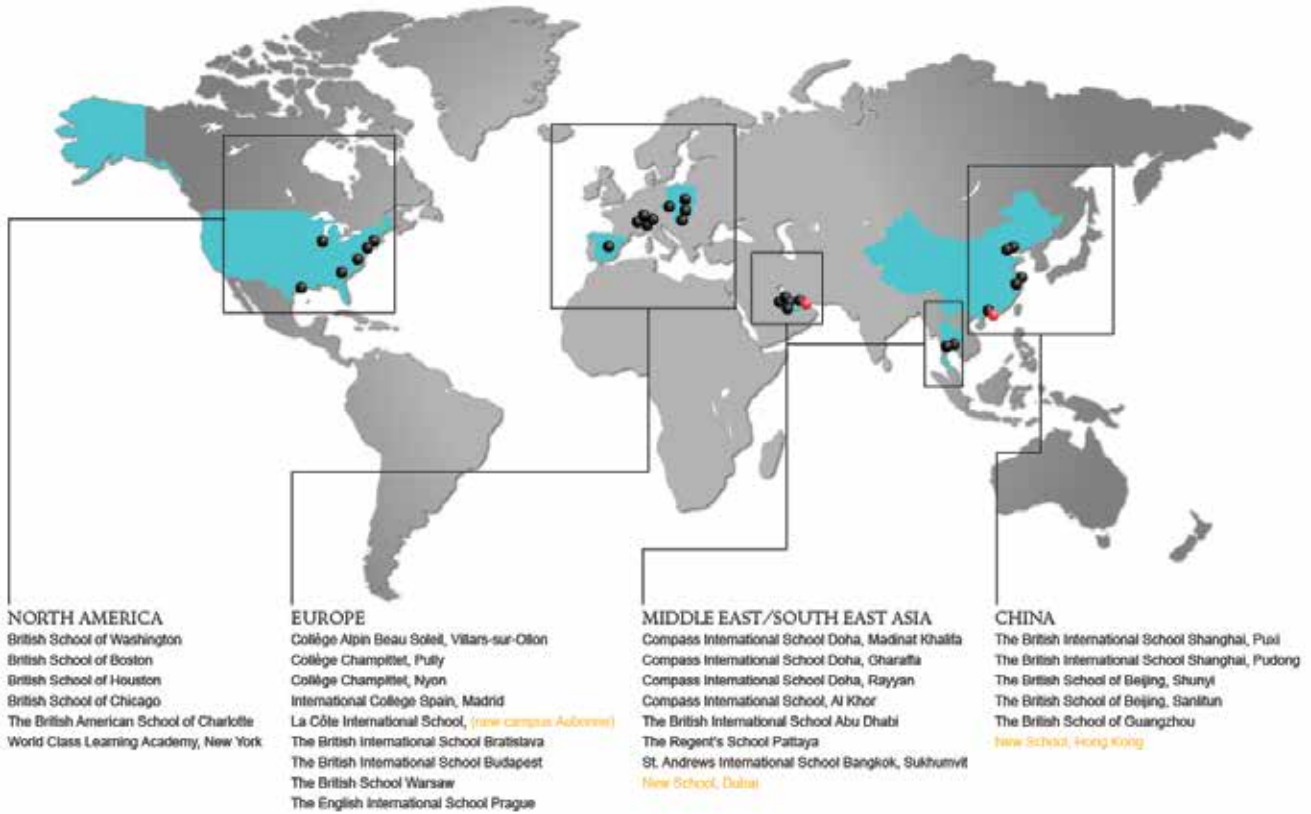 NORTH AMERICA
British School of Washington
British School of Boston
British School of Houston
British School of Chicago
The British American School of Charlotte
World Class Learning Academy, New York
EUROPE
Collège Alpin Beau Soleil, Villars-sur-Ollon
Collège Champittet, Pully
Collège Champittet, Nyon
International College Spain, Madrid
La Côte International School, (new campus Aubonne)
The British International School Bratislava
The British International School Budapest
The British School Warsaw
The English International School Prague
MIDDLE EAST/SOUTH EAST ASIA
Compass International School Doha, Madinat Khalifa
Compass International School Doha, Gharaffa
Compass International School Doha, Rayyan
Compass International School, Al Khor
The British International School Abu Dhabi
The Regent's School Pattaya
St. Andrews International School Bangkok, Sukhumvit
New School, Dubai
CHINA
The British International School Shanghai, Puxi
The British International School Shanghai, Pudong
The British School of Beijing, Shunyi
The British School of Beijing, Sanlitun
The British School of Guangzhou
New School, Hong Kong